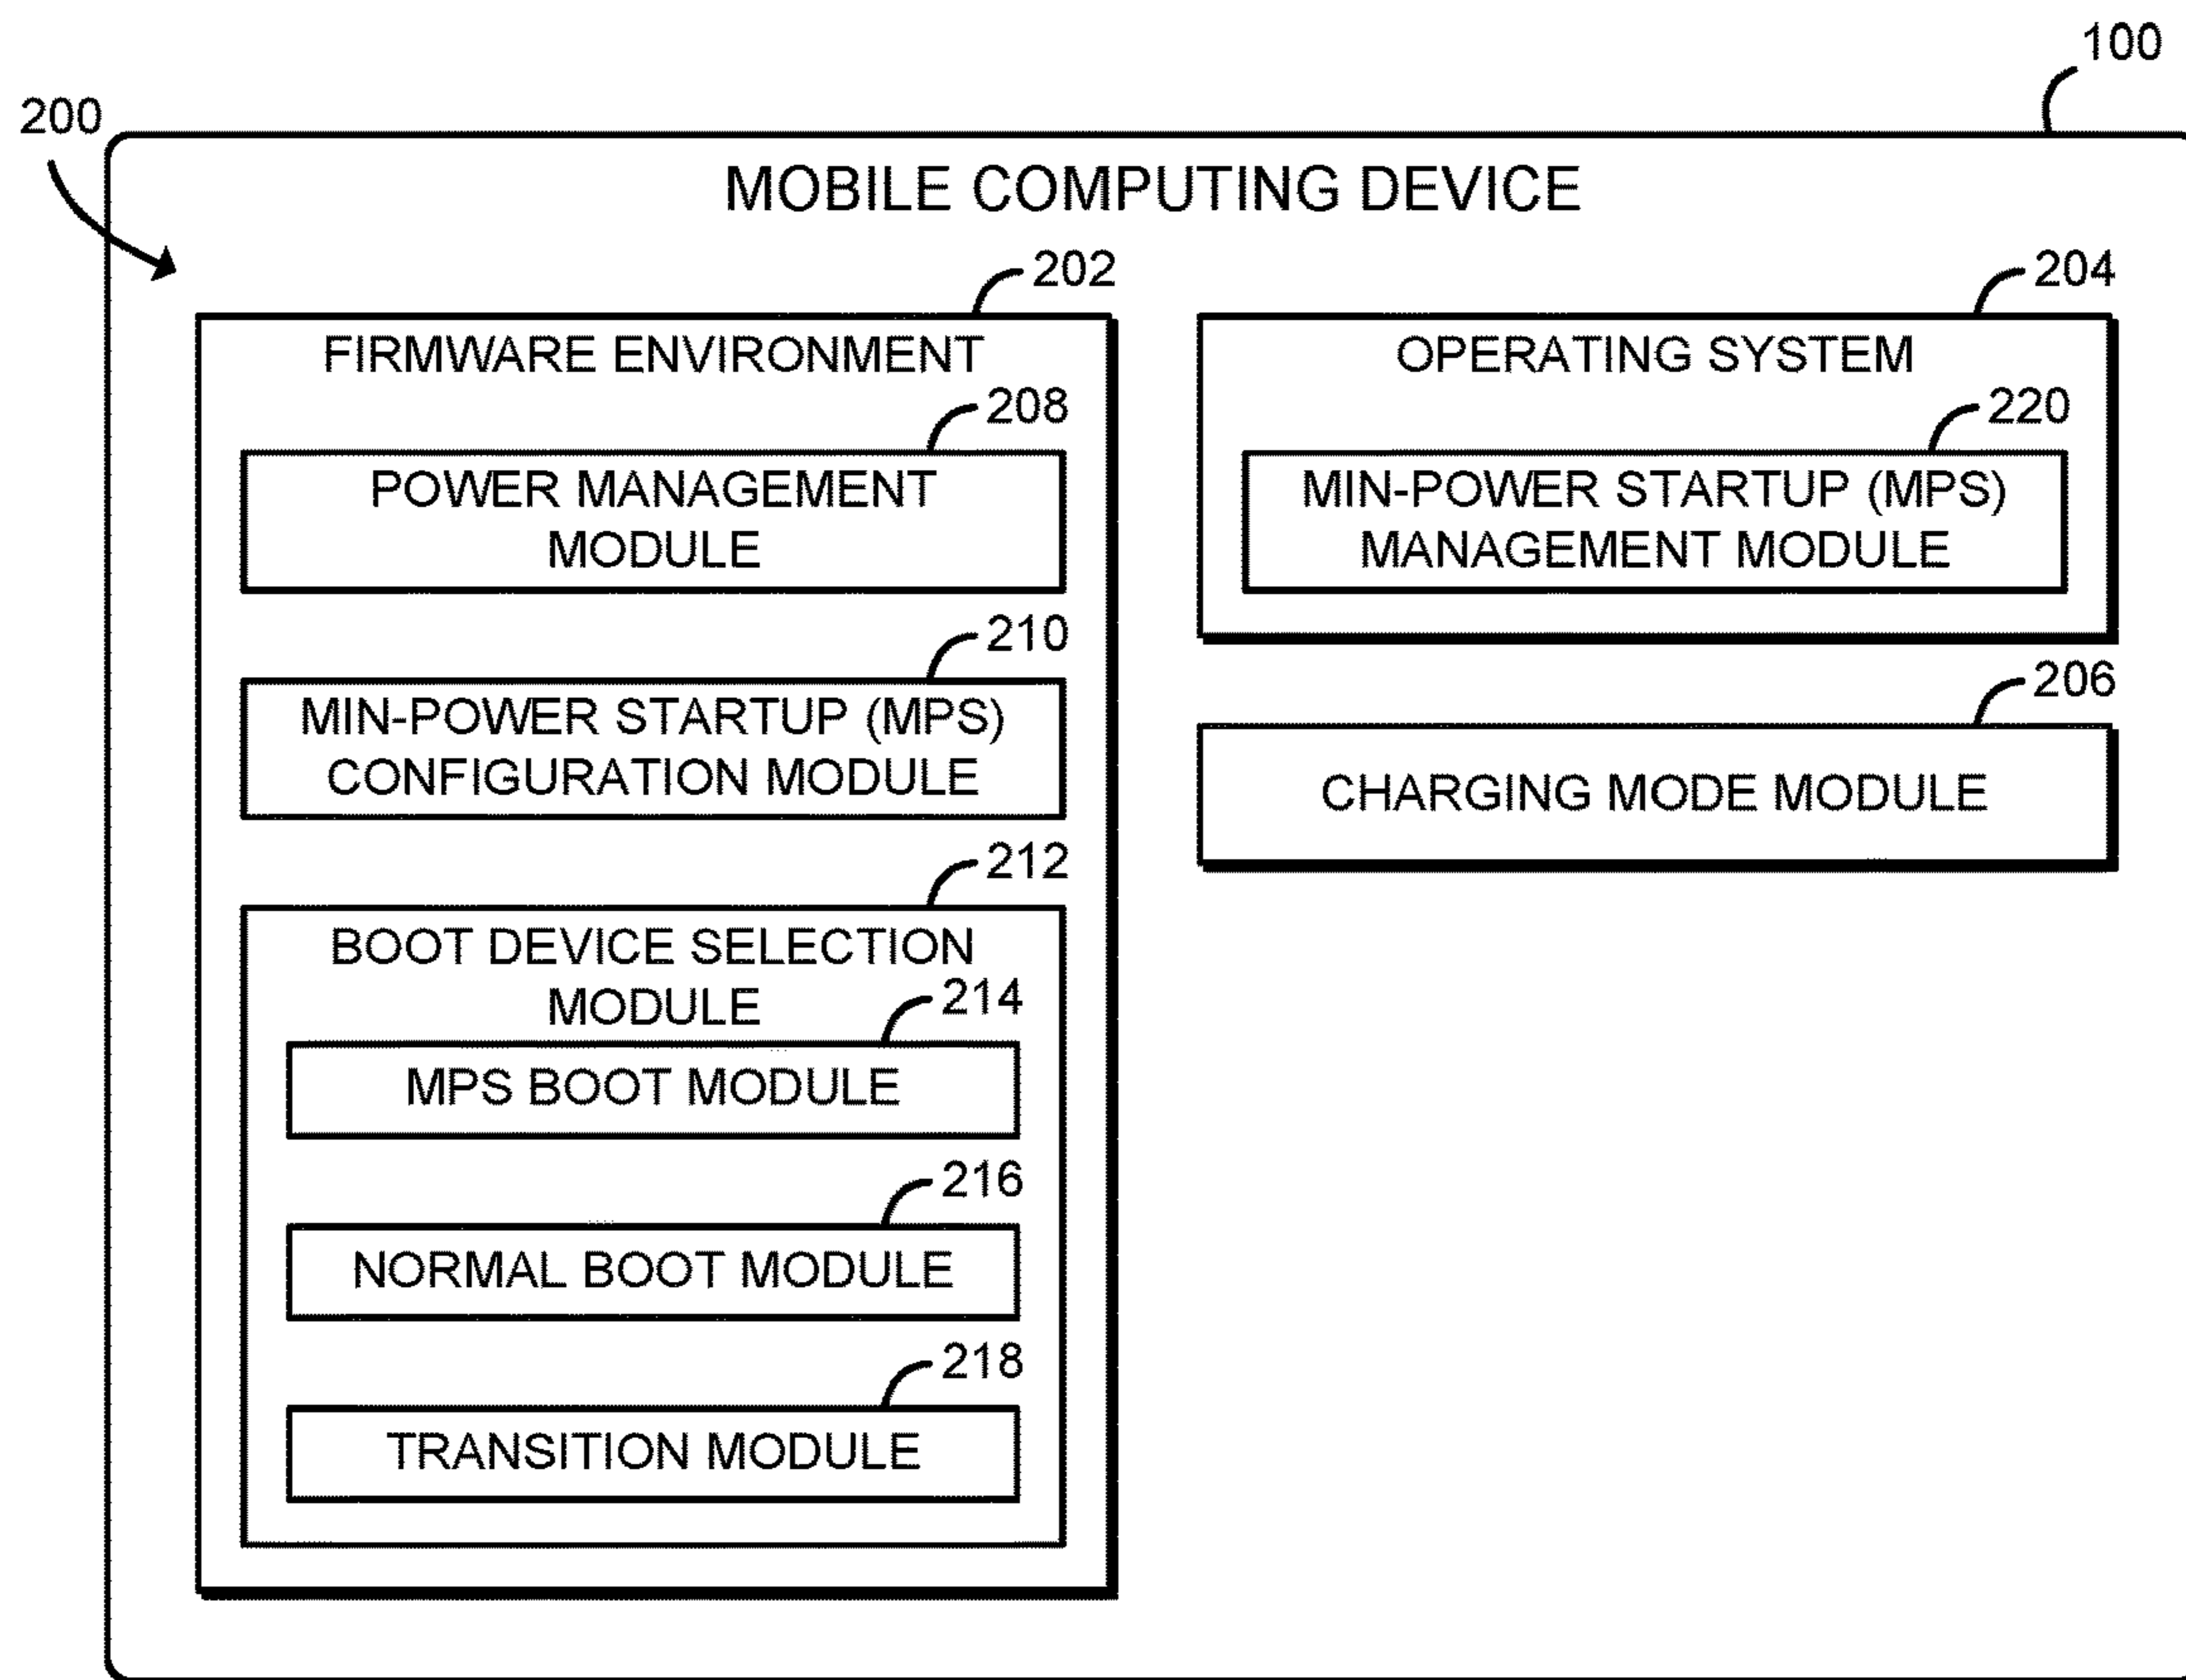 100
200
MOBILE COMPUTING DEVICE
202
FIRMWARE ENVIRONMENT
208
POWER MANAGEMENT
MODULE
210
MIN-POWER STARTUP (MPS)
CONFIGURATION MODULE
212
BOOT DEVICE SELECTION
MODULE
214
MPS BOOT MODULE
216
NORMAL BOOT MODULE
218
TRANSITION MODULE
204
OPERATING SYSTEM
220
MIN-POWER STARTUP (MPS)
MANAGEMENT MODULE
206
CHARGING MODE MODULE